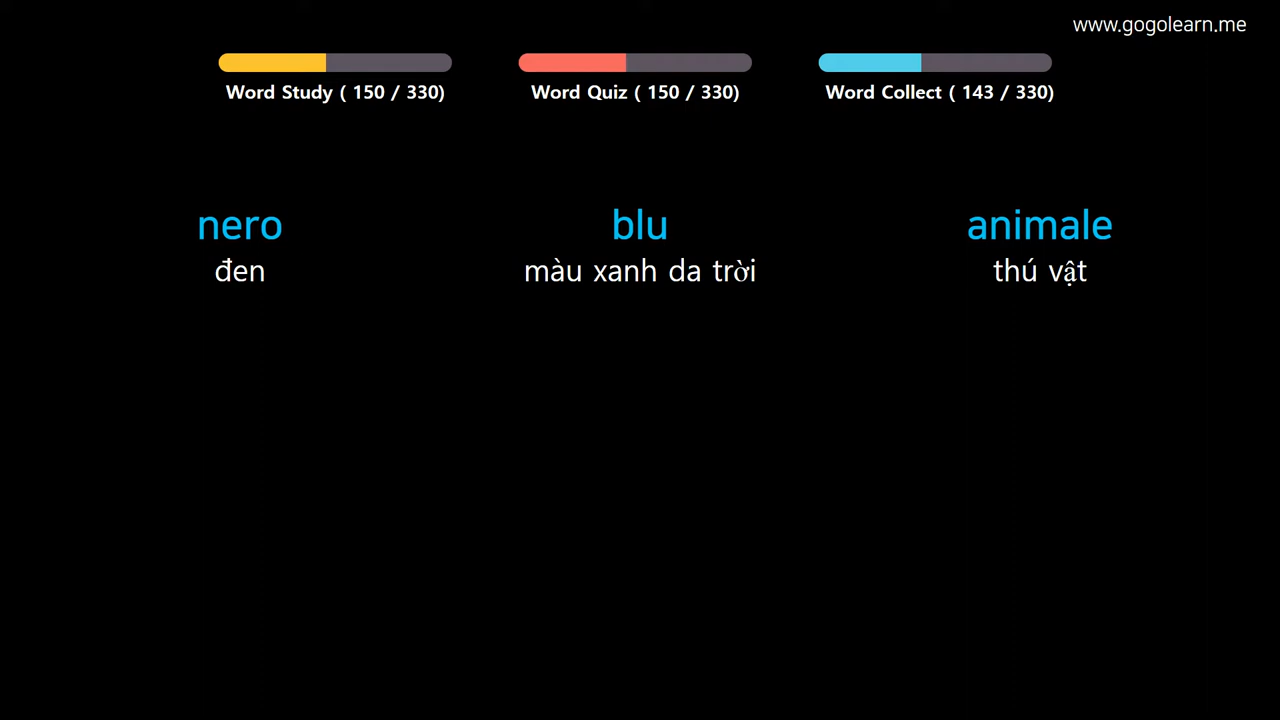 www.gogolearn.me
Word Study ( 150 / 330)
Word Quiz ( 150 / 330)
Word Collect ( 143 / 330)
nero
đen
blu
màu xanh da trời
animale
thú vật